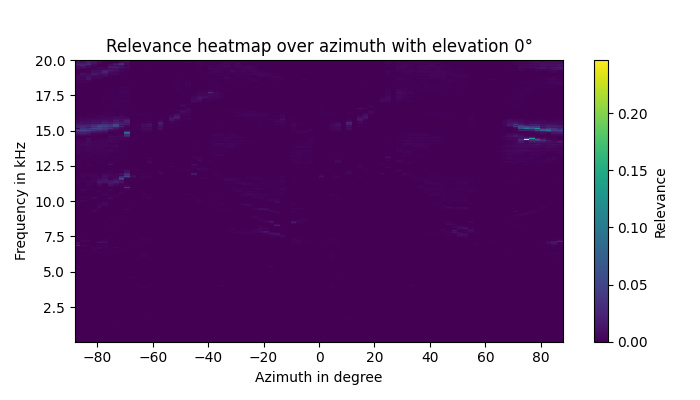 Relevance heatmap over azimuth with elevation 0°
20.0
17.5
15.0
12.5
10.0
7.5
5.0
2.5
Frequency in kHz
−80 −60 −40 −20 0 20 40 60 80
Azimuth in degree
0.20
0.15
0.10
0.05
0.00
Relevance